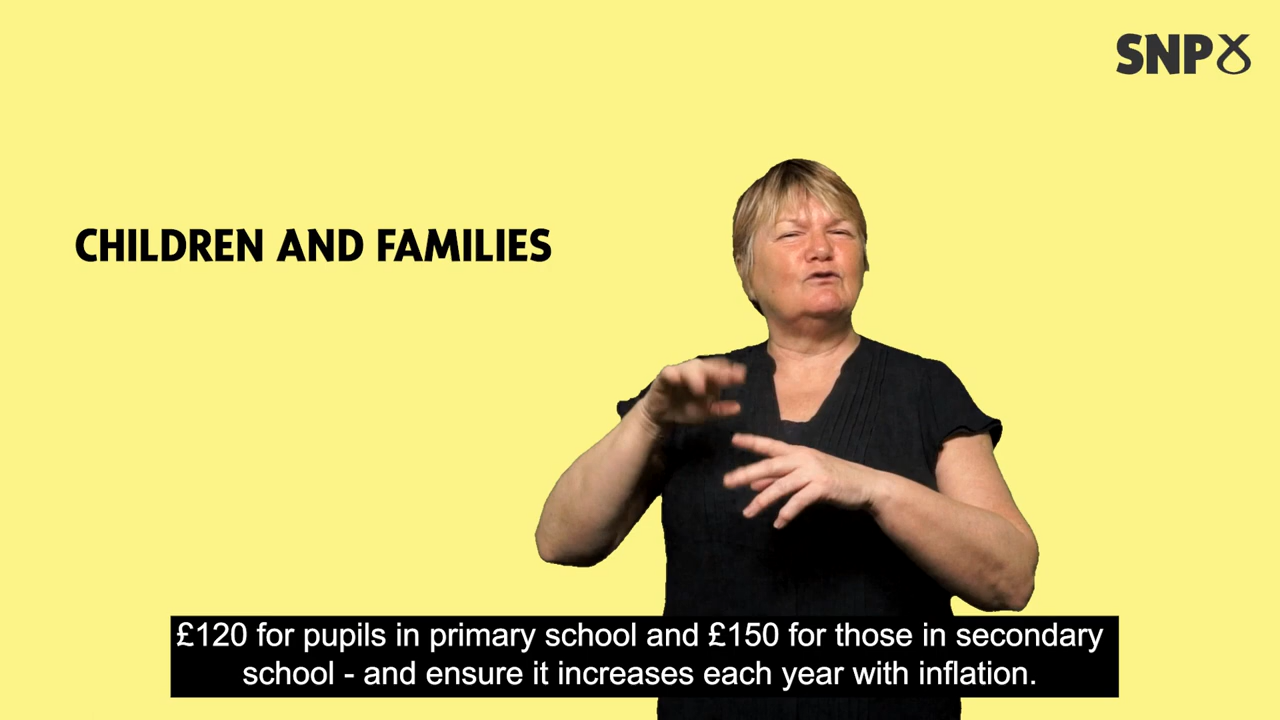 SNP
CHILDREN AND FAMILIES
£120 for pupils in primary school and £150 for those in secondary
school - and ensure it increases each year with inflation.